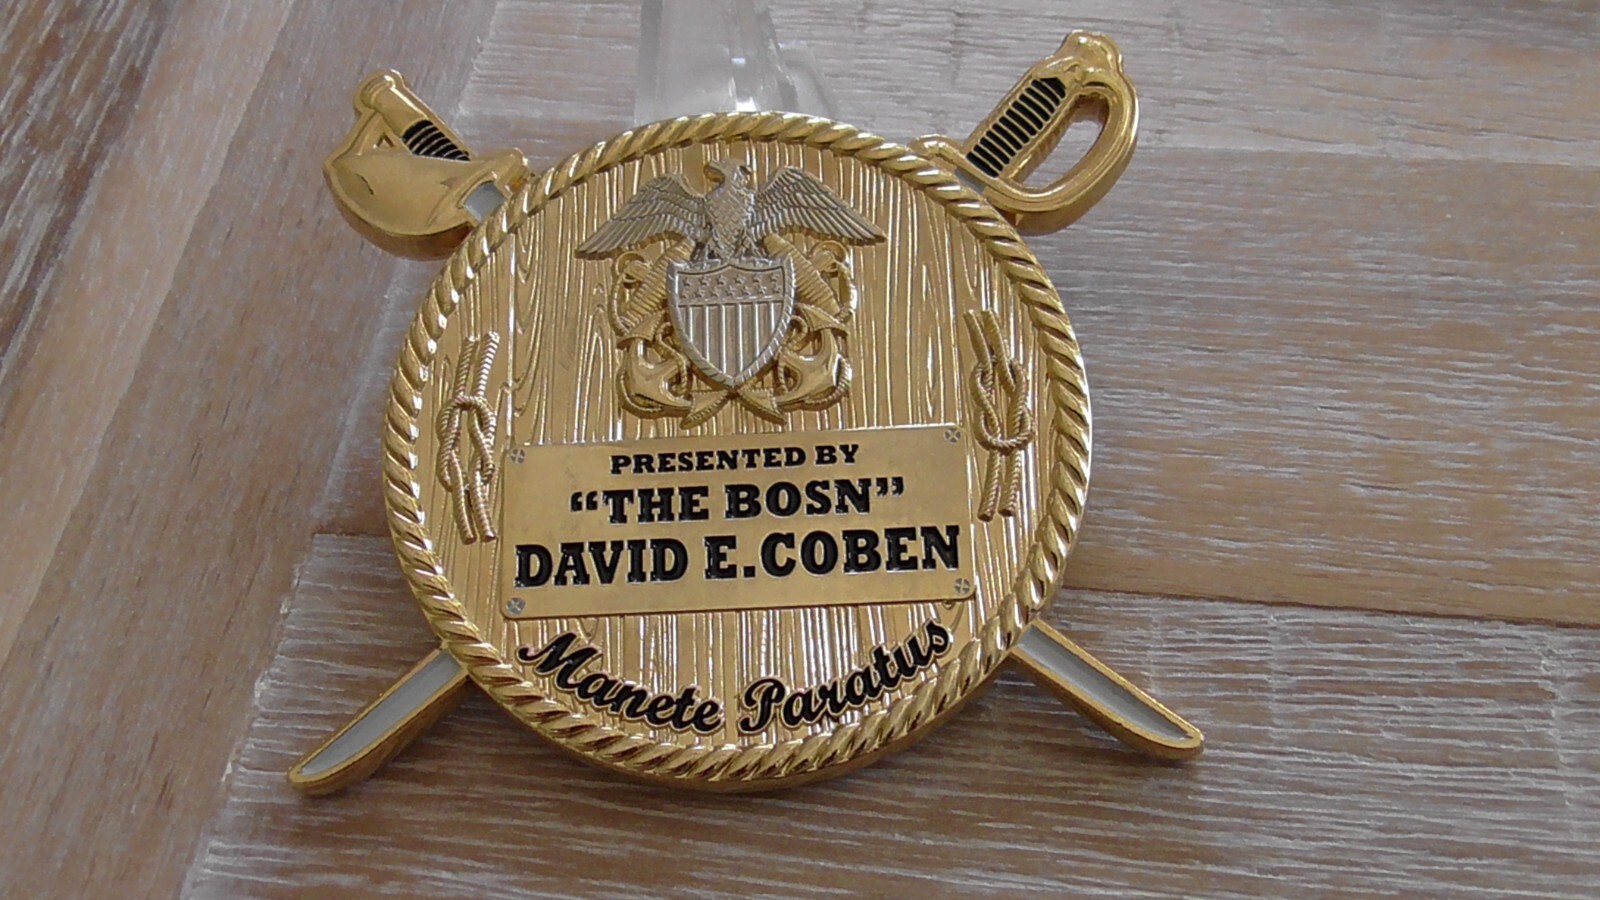 PRESENTED BY
“THE BOSN”
DAVID E.COBEN
Manete Paratus